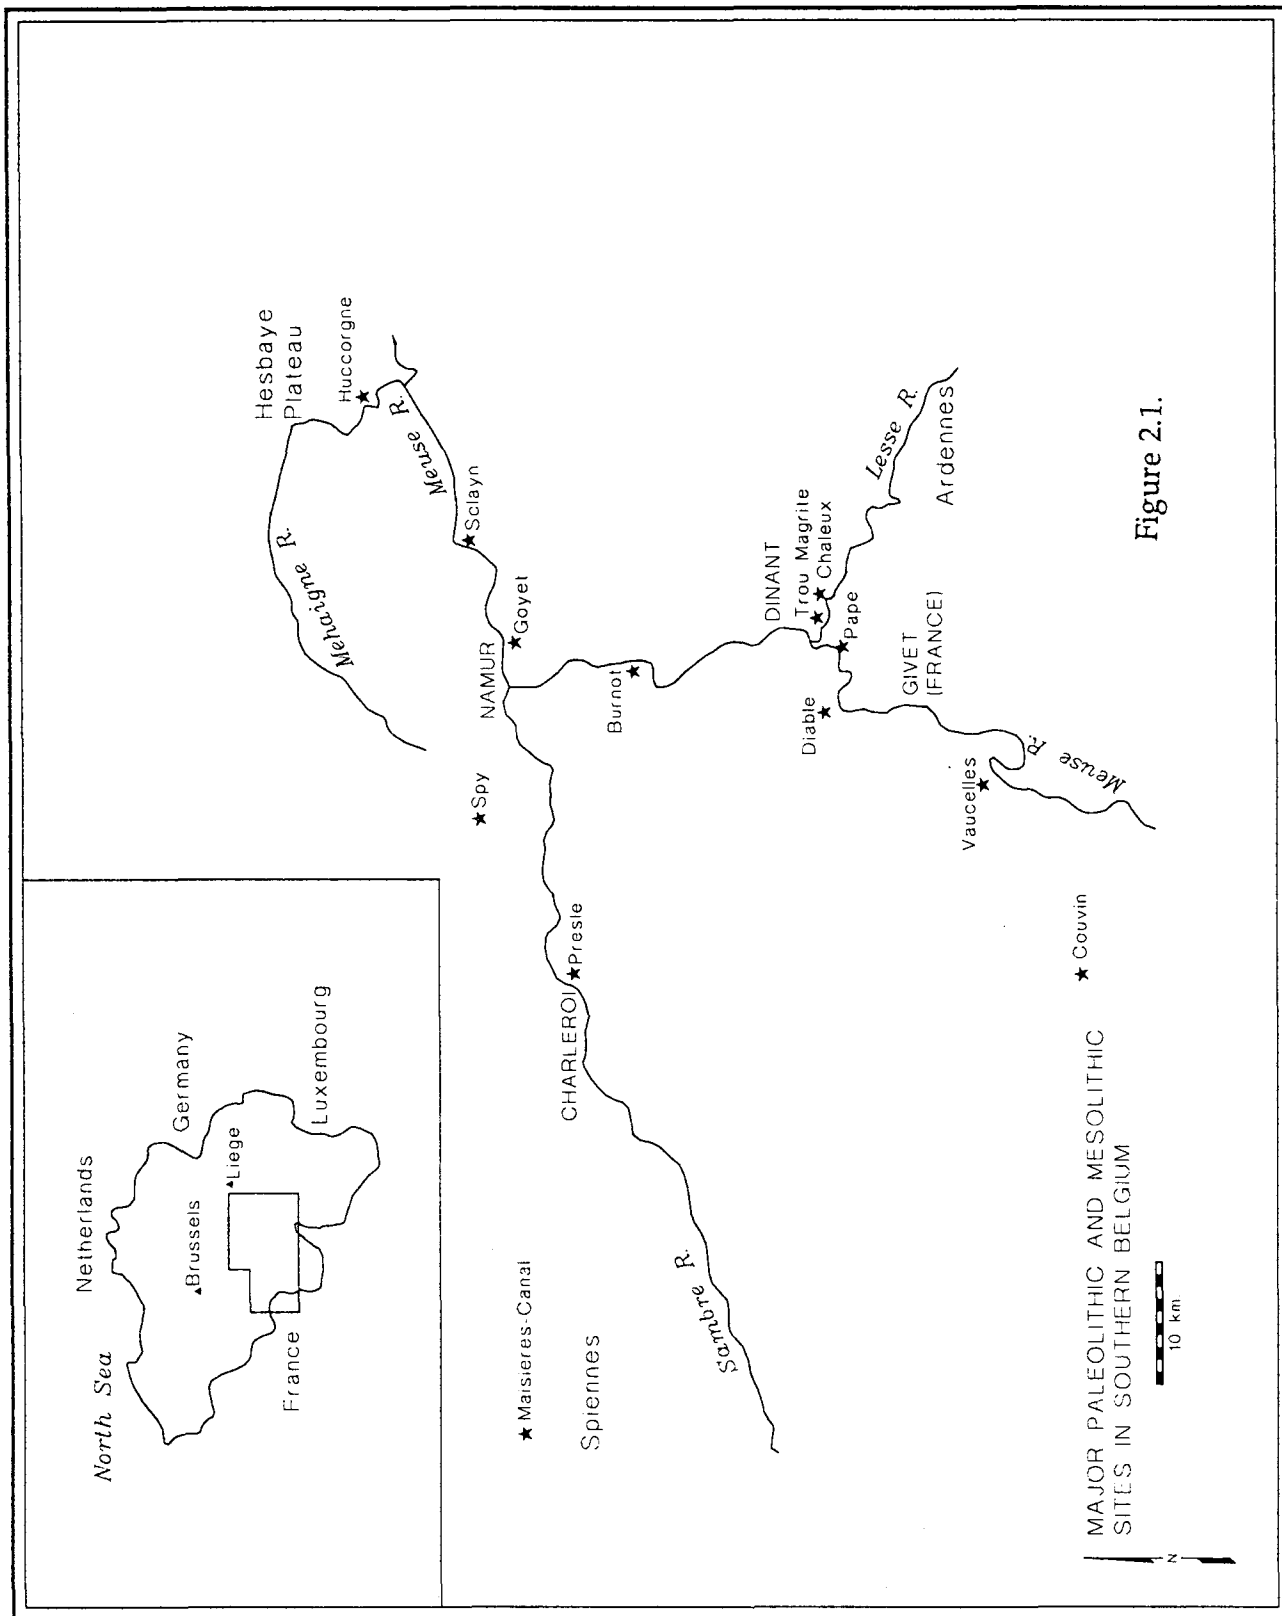 North Sea
Netherlands
Germany
Brussels
Liege
Luxembourg
France
Hesbaye
Plateau
Huccorgne
Mehaigne R.
Meuse R.
Sclayn
Spy
NAMUR
Goyet
Maisieres-Canal
Spiennes
CHARLEROI
Presle
Burnot
Sambre R.
DINANT
Trou Magrite
Chaleux
Diable
Pape
Lesse R.
Ardennes
GIVET
(FRANCE)
Vaucelles
Meuse R.
Couvin
MAJOR PALEOLITHIC AND MESOLITHIC
SITES IN SOUTHERN BELGIUM
N
10 km.
Figure 2.1.